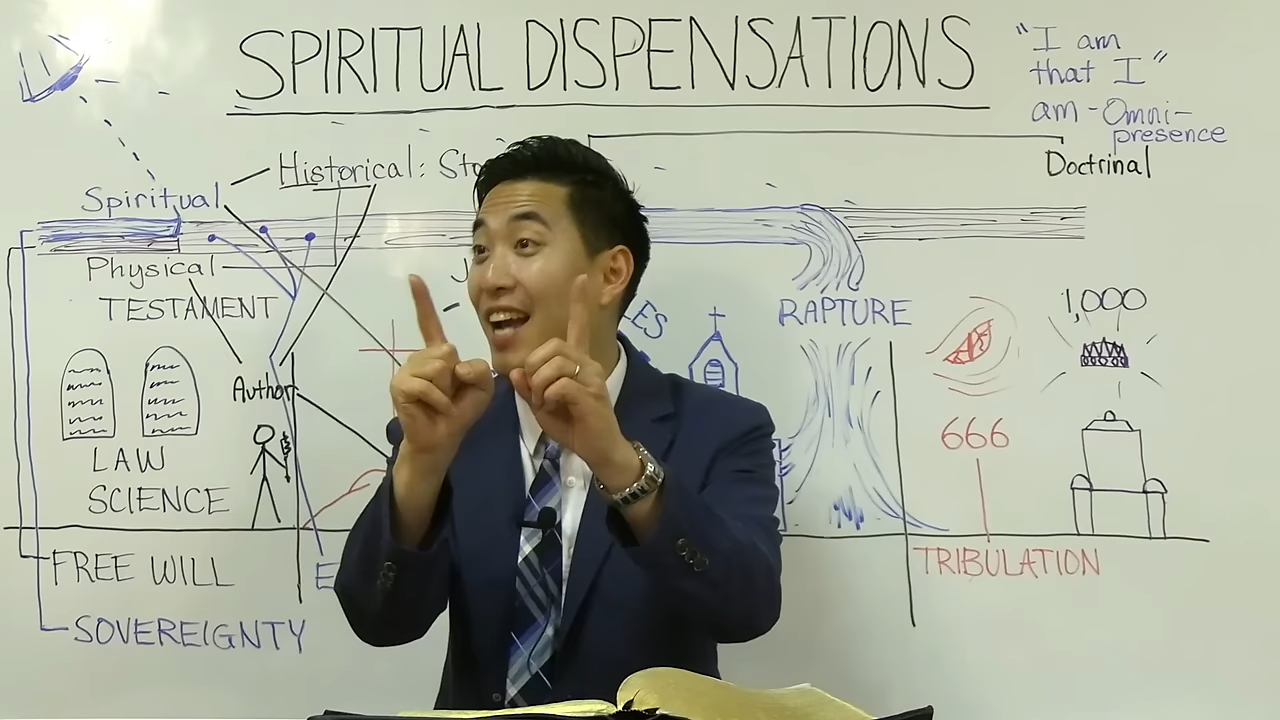 SPIRITUAL DISPENSATIONS
"I am
that I"
am - Omni-
presence
Historical:
Doctrinal
Spiritual
Physical
TESTAMENT
RAPTURE
1,000
Author
666
LAW
SCIENCE
FREE WILL
TRIBULATION
SOVEREIGNTY